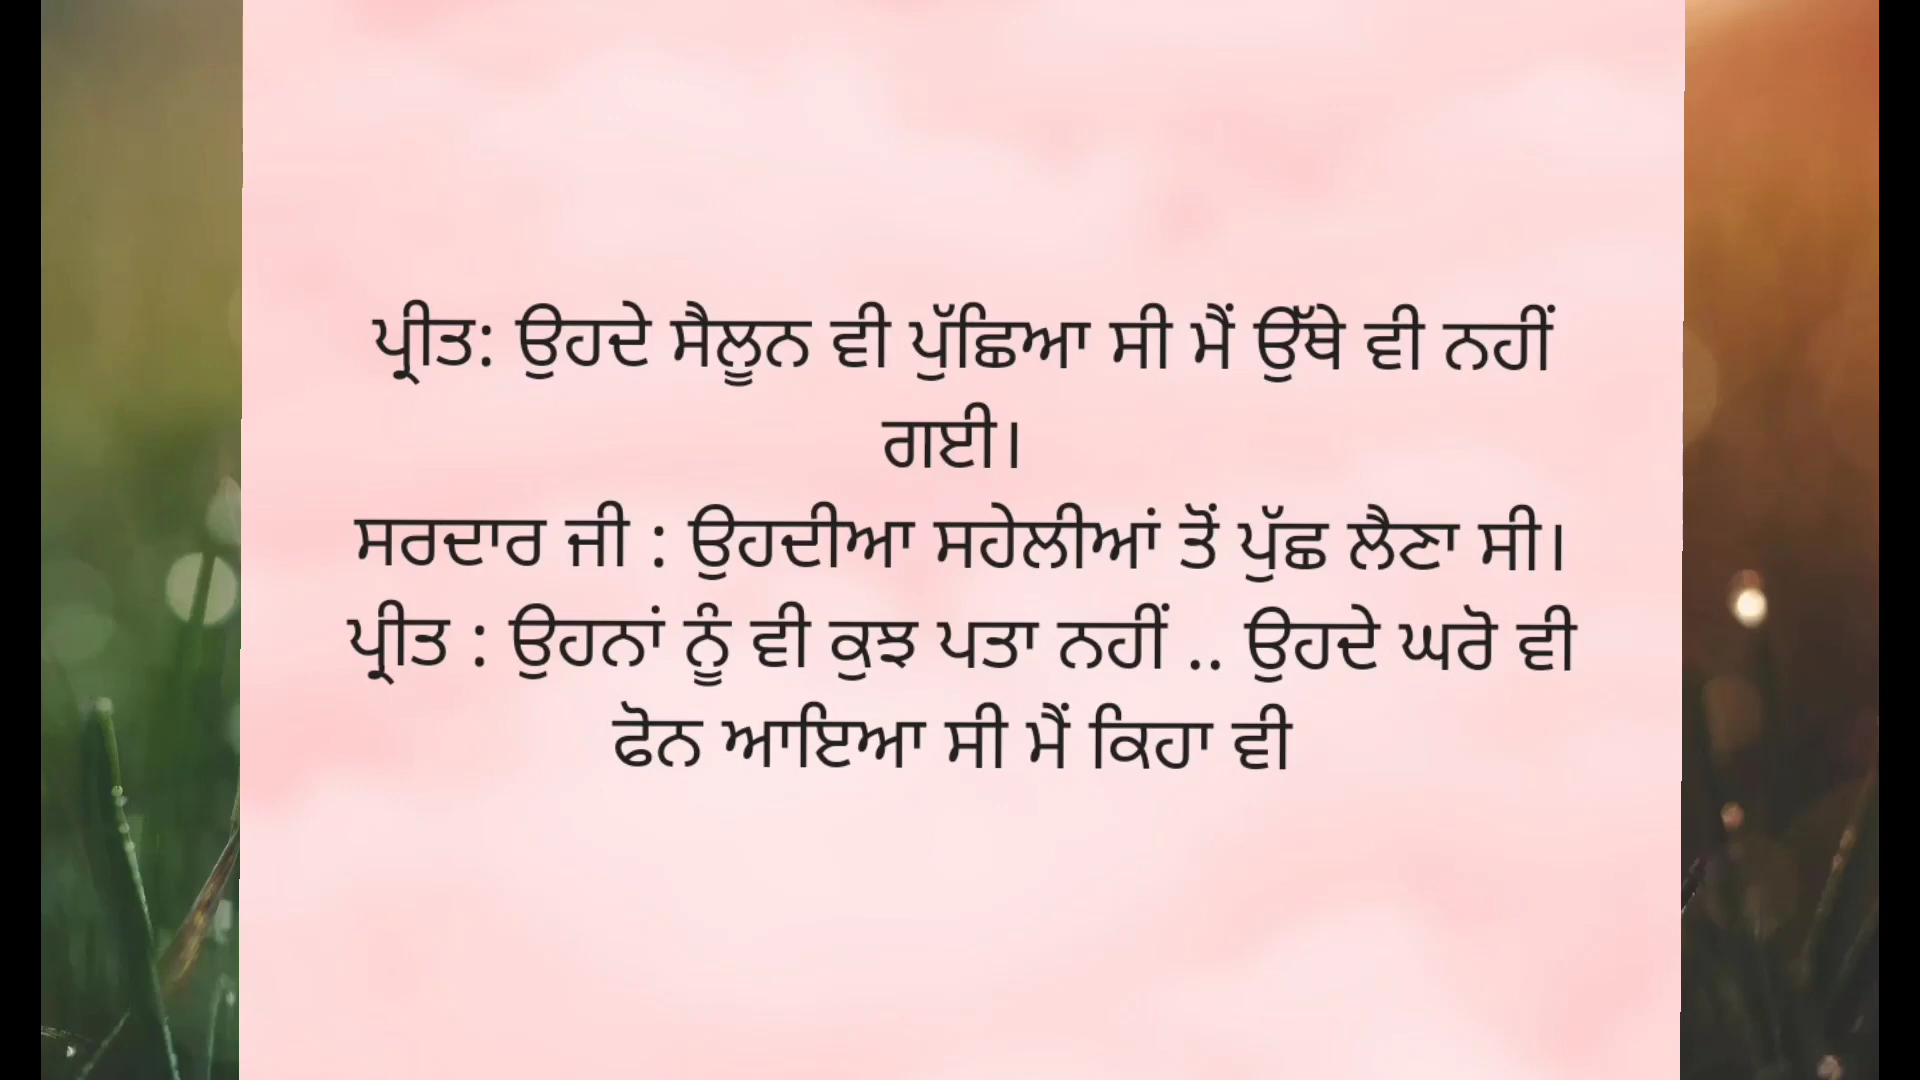 ਪ੍ਰੀਤ: ਉਹਦੇ ਸੈਲੂਨ ਵੀ ਪੁੱਛਿਆ ਸੀ ਮੈਂ ਉੱਥੇ ਵੀ ਨਹੀਂ
ਗਈ।
ਸਰਦਾਰ ਜੀ : ਉਹਦੀਆ ਸਹੇਲੀਆਂ ਤੋਂ ਪੁੱਛ ਲੈਣਾ ਸੀ।
ਪ੍ਰੀਤ : ਉਹਨਾਂ ਨੂੰ ਵੀ ਕੁਝ ਪਤਾ ਨਹੀਂ .. ਉਹਦੇ ਘਰੋ ਵੀ
ਫੋਨ ਆਇਆ ਸੀ ਮੈਂ ਕਿਹਾ ਵੀ